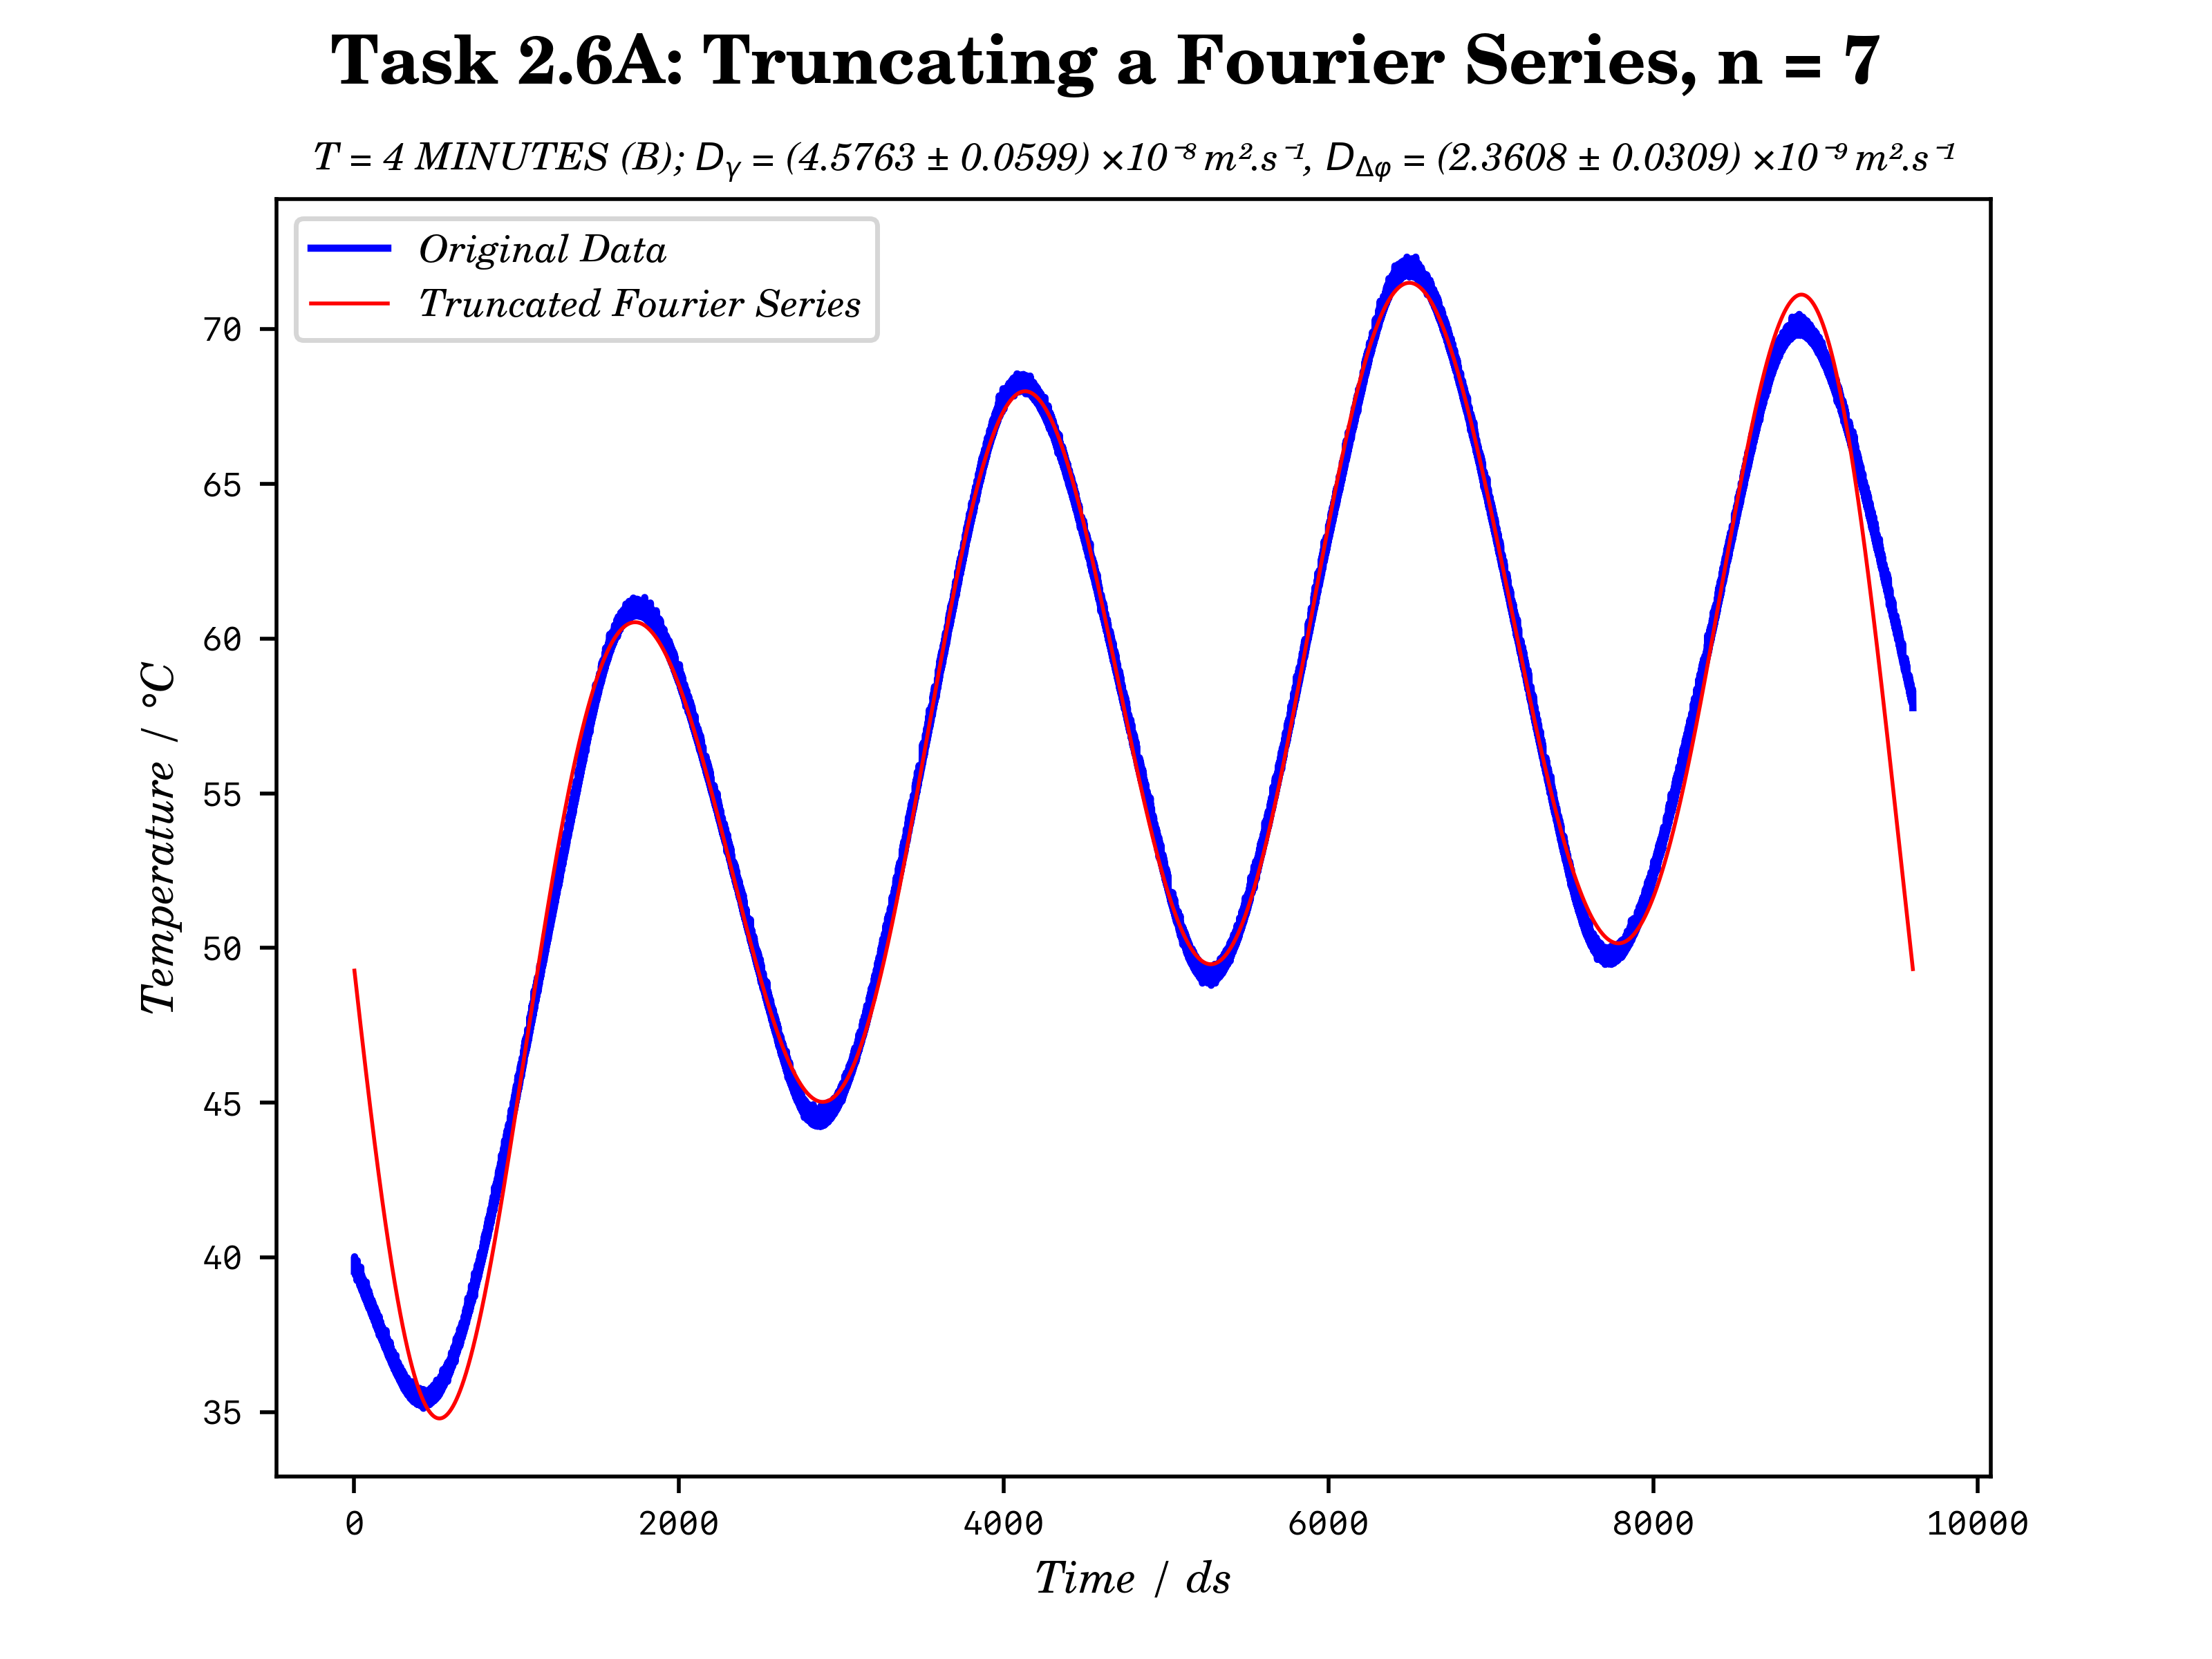 Task 2.6A: Truncating a Fourier Series, n = 7
T = 4 MINUTES (B); Dᵧ = (4.5763 ± 0.0599) ×10⁻⁸ m².s⁻¹, D_Δφ = (2.3608 ± 0.0309) ×10⁻⁹ m².s⁻¹
Original Data
Truncated Fourier Series
70
65
60
55
50
45
40
35
Temperature / °C
0 2000 4000 6000 8000 10000
Time / ds